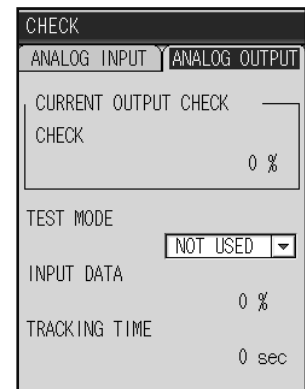 CHECK
ANALOG INPUT ANALOG OUTPUT
CURRENT OUTPUT CHECK
CHECK
0 %
TEST MODE
NOT USED
INPUT DATA
0 %
TRACKING TIME
0 sec